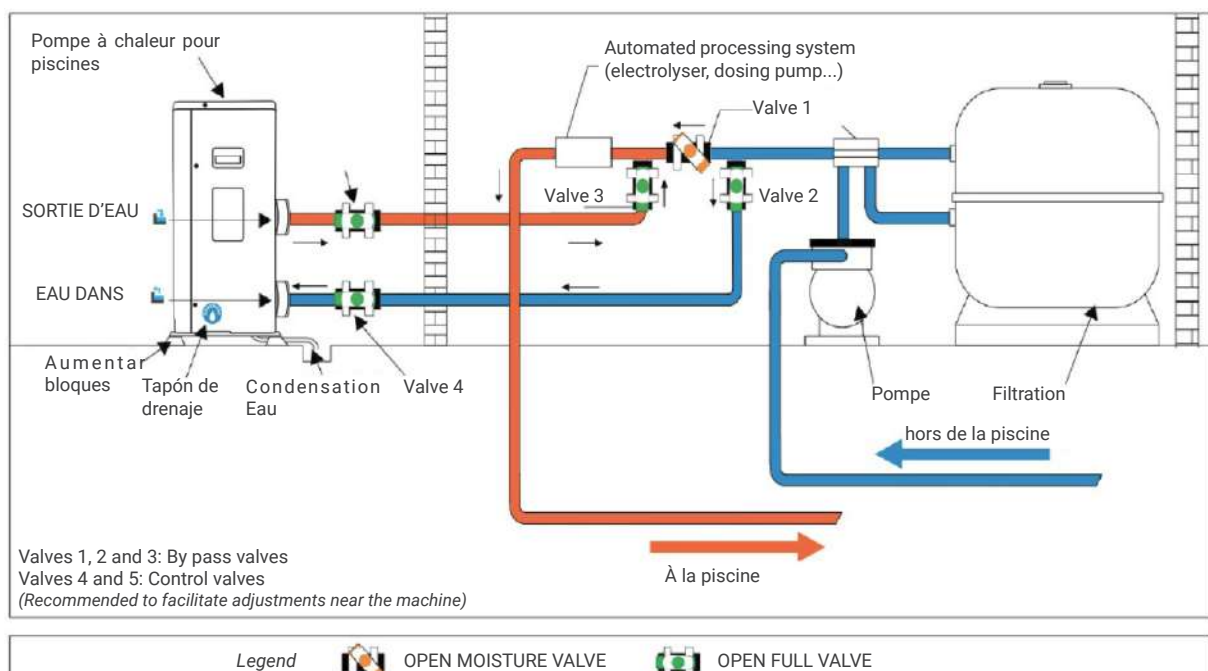 Pompe à chaleur pour
piscines
Automated processing system
(electrolyser, dosing pump...)
Valve 1
Valve 3
Valve 2
SORTIE D'EAU
EAU DANS
Aumentar
bloques
Tapón de
drenaje
Condensation
Eau
Valve 4
Pompe
Filtration
hors de la piscine
À la piscine
Valves 1, 2 and 3: By pass valves
Valves 4 and 5: Control valves
(Recommended to facilitate adjustments near the machine)
Legend
OPEN MOISTURE VALVE
OPEN FULL VALVE